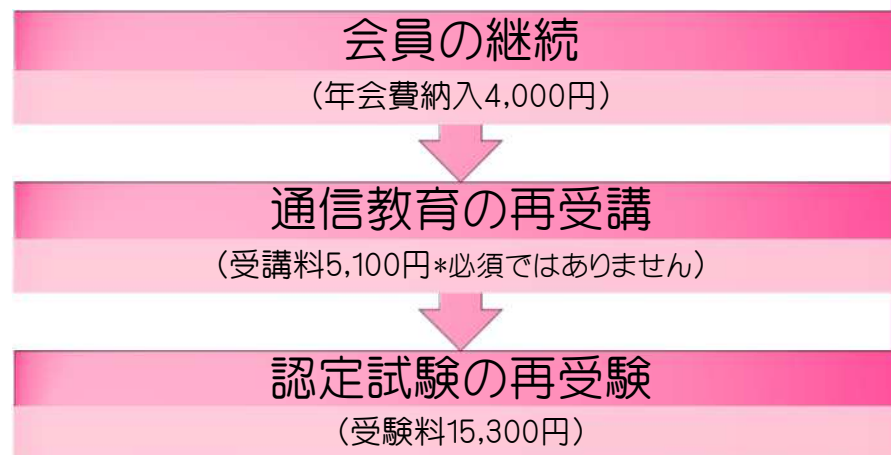 会員の継続
（年会費納入4,000円）
通信教育の再受講
（受講料5,100円*必須ではありません）
認定試験の再受験
（受験料15,300円）